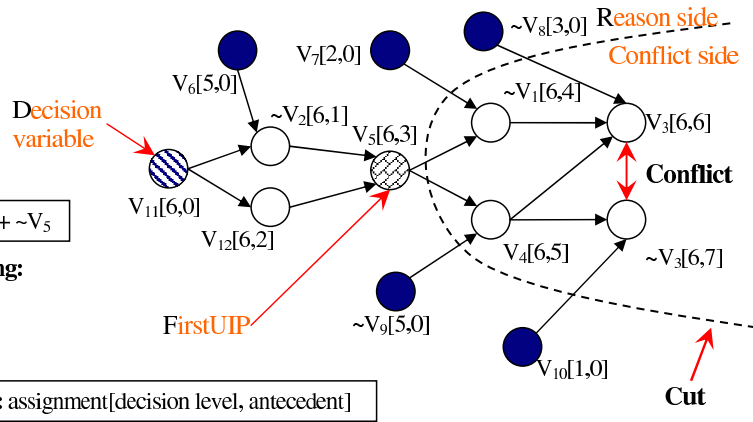 Reason side
~V8[3,0]
V7[2,0]
Conflict side
V6[5,0]
~V1[6,4]
Decision
variable
~V2[6,1]
V5[6,3]
V3[6,6]
Conflict
V11[6,0]
+ ~V5
V12[6,2]
V4[6,5]
~V3[6,7]
ng:
FirstUIP
~V9[5,0]
V10[1,0]
Cut
: assignment[decision level, antecedent]